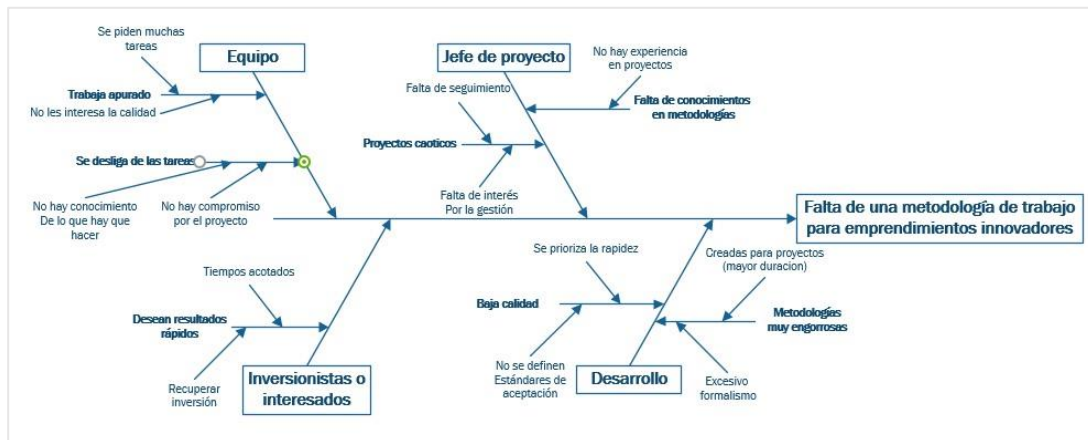 Se piden muchas
tareas
Equipo
Trabaja apurado
No les interesa la calidad
Se desliga de las tareas
No hay conocimiento
De lo que hay que
hacer
No hay compromiso
por el proyecto
Jefe de proyecto
No hay experiencia
en proyectos
Falta de seguimiento
Falta de conocimientos
en metodologías
Proyectos caoticos
Falta de interés
Por la gestión
Falta de una metodología de trabajo
para emprendimientos innovadores
Tiempos acotados
Desean resultados
rápidos
Recuperar
inversión
Inversionistas o
interesados
Se prioriza la rapidez
Creadas para proyectos
(mayor duracion)
Baja calidad
Metodologías
muy engorrosas
No se definen
Estándares de
aceptación
Desarrollo
Excesivo
formalismo